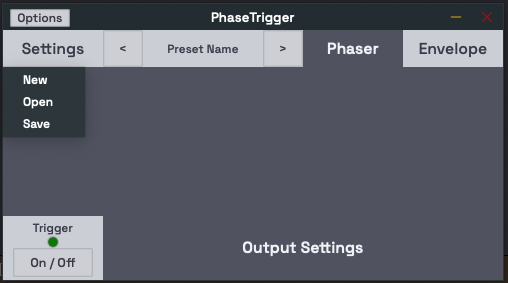 Options
PhaseTrigger
Settings
<
Preset Name
>
Phaser
Envelope
New
Open
Save
Trigger
On / Off
Output Settings